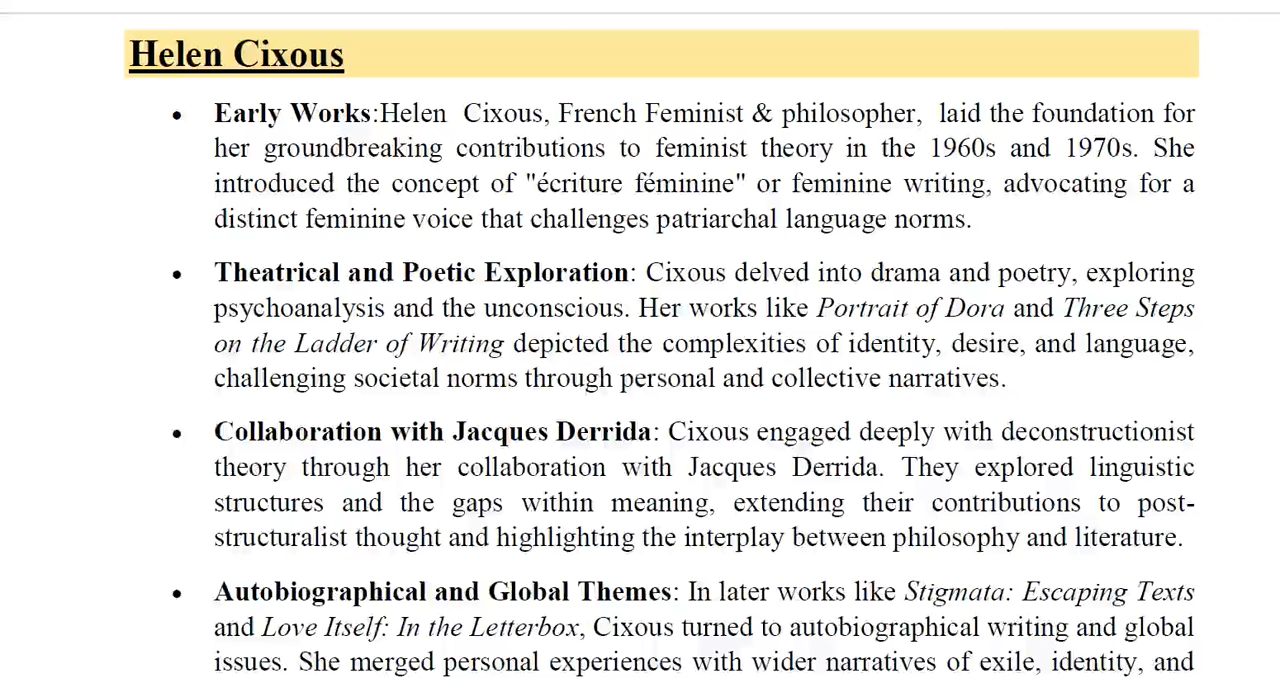 Helen Cixous
• Early Works:Helen Cixous, French Feminist & philosopher, laid the foundation for
her groundbreaking contributions to feminist theory in the 1960s and 1970s. She
introduced the concept of "écriture féminine" or feminine writing, advocating for a
distinct feminine voice that challenges patriarchal language norms.
• Theatrical and Poetic Exploration: Cixous delved into drama and poetry, exploring
psychoanalysis and the unconscious. Her works like Portrait of Dora and Three Steps
on the Ladder of Writing depicted the complexities of identity, desire, and language,
challenging societal norms through personal and collective narratives.
• Collaboration with Jacques Derrida: Cixous engaged deeply with deconstructionist
theory through her collaboration with Jacques Derrida. They explored linguistic
structures and the gaps within meaning, extending their contributions to post-
structuralist thought and highlighting the interplay between philosophy and literature.
• Autobiographical and Global Themes: In later works like Stigmata: Escaping Texts
and Love Itself: In the Letterbox, Cixous turned to autobiographical writing and global
issues. She merged personal experiences with wider narratives of exile, identity, and